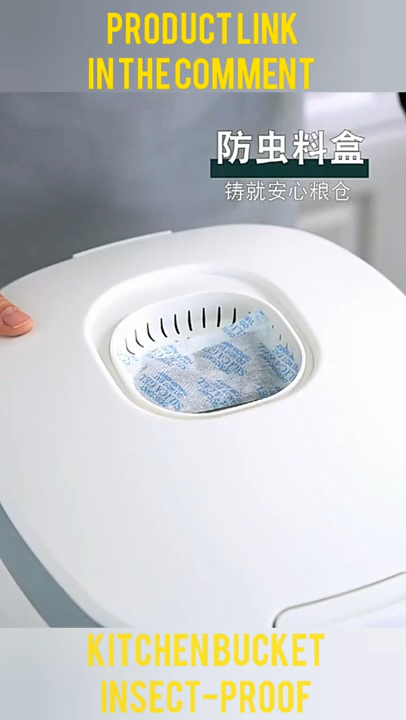 PRODUCT LINK
IN THE COMMENT
防虫料盒
铸就安心粮仓
KITCHEN BUCKET
INSECT-PROOF